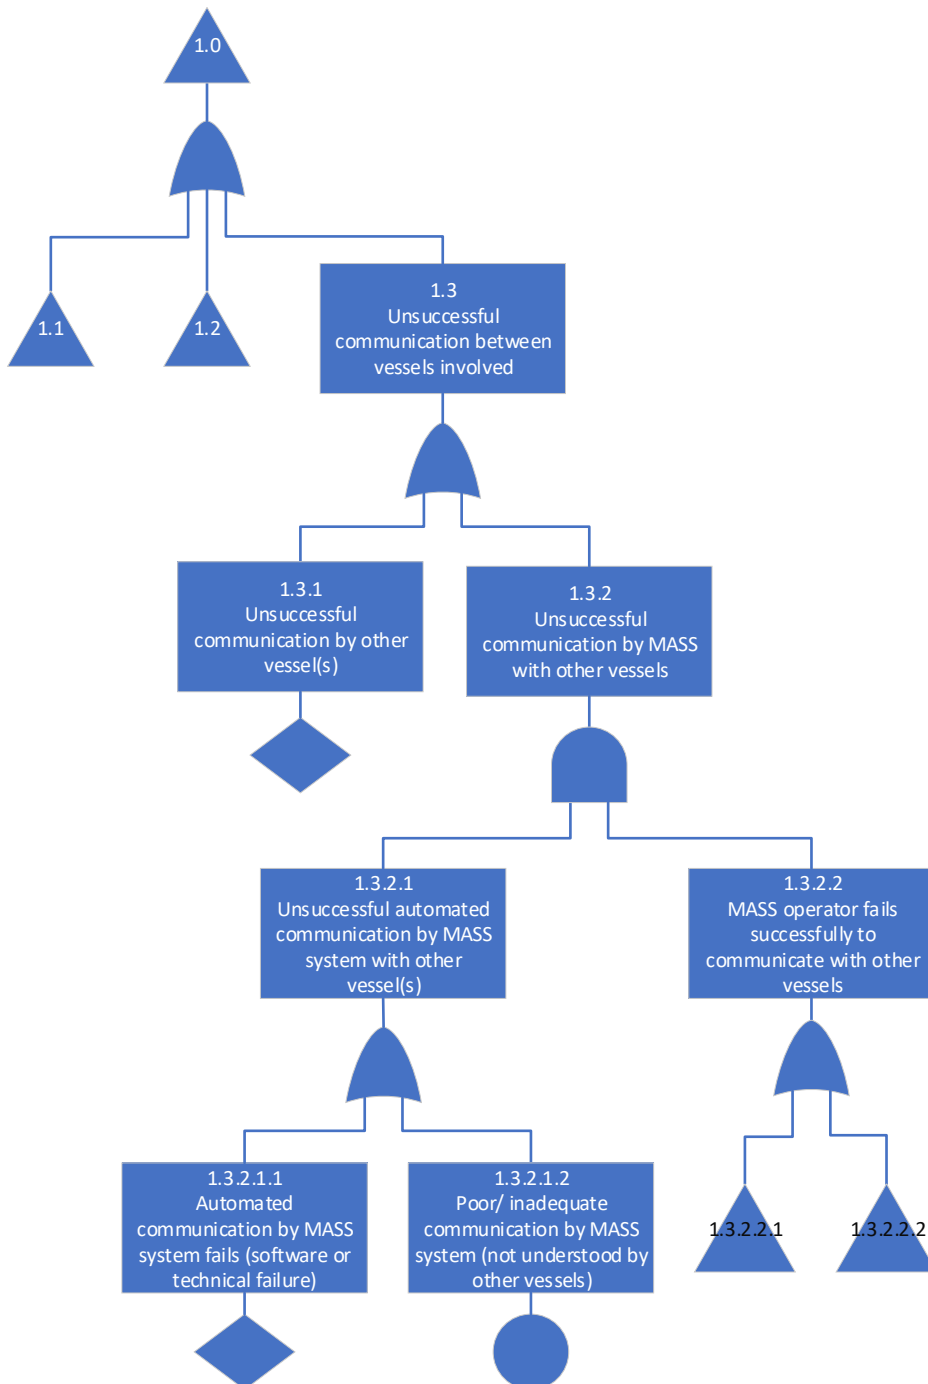 1.0
1.1
1.2
1.3
Unsuccessful
communication between
vessels involved
1.3.1
Unsuccessful
communication by other
vessel(s)
1.3.2
Unsuccessful
communication by MASS
with other vessels
1.3.2.1
Unsuccessful automated
communication by MASS
system with other
vessel(s)
1.3.2.2
MASS operator fails
successfully to
communicate with other
vessels
1.3.2.1.1
Automated
communication by MASS
system fails (software or
technical failure)
1.3.2.1.2
Poor/ inadequate
communication by MASS
system (not understood by
other vessels)
1.3.2.2.1
1.3.2.2.2